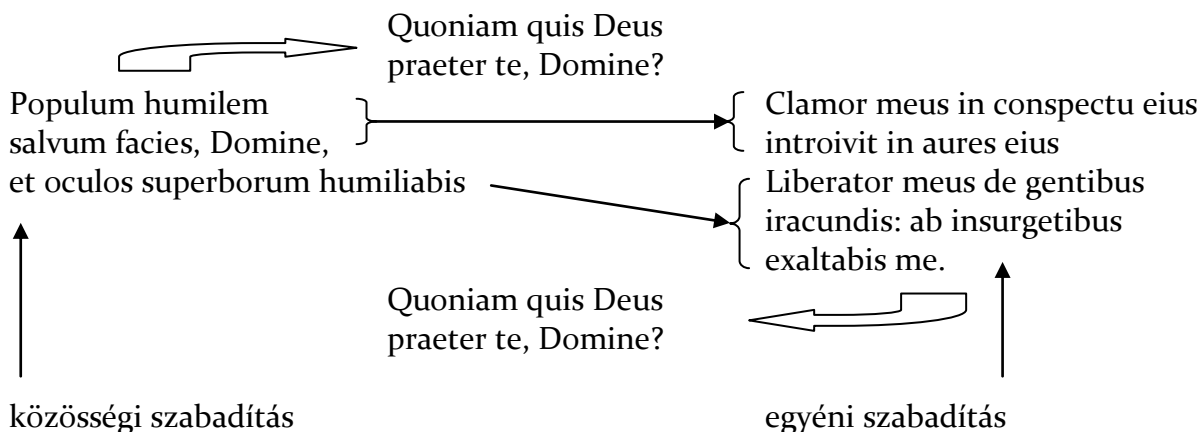 Quoniam quis Deus
praeter te, Domine?
Populum humilem
salvum facies, Domine,
et oculos superborum humiliabis
Clamor meus in conspectu eius
introivit in aures eius
Liberator meus de gentibus
iracundis: ab insurgetibus
exaltabis me.
Quoniam quis Deus
praeter te, Domine?
közösségi szabadítás
egyéni szabadítás